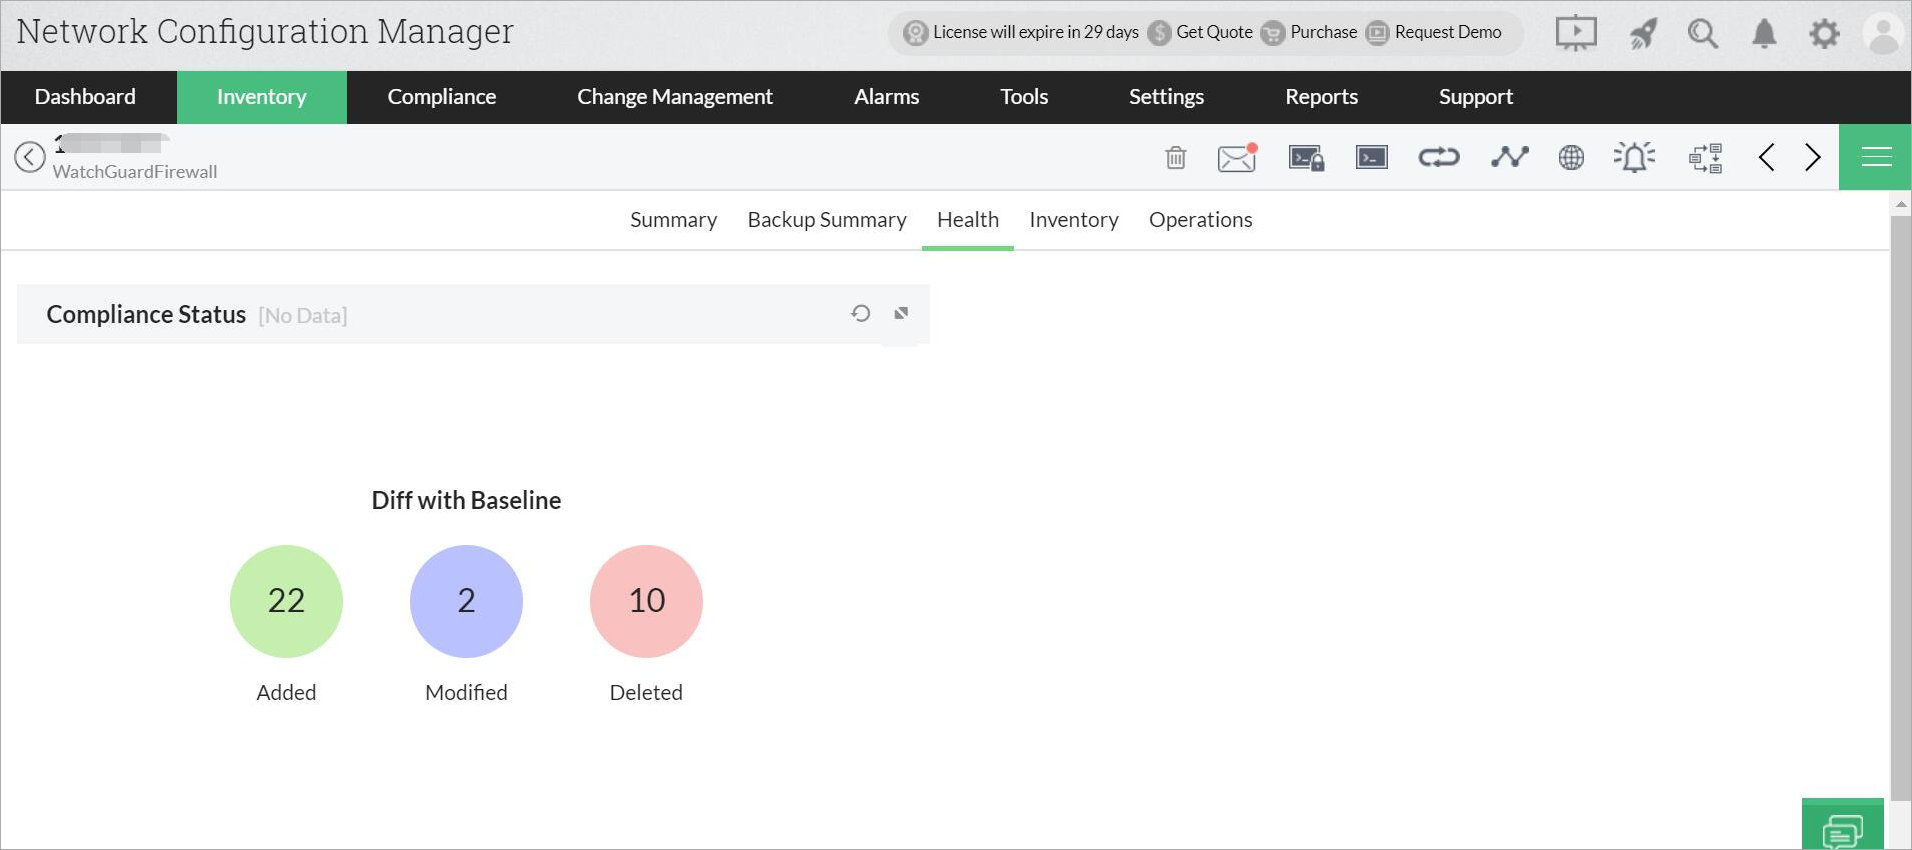 Network Configuration Manager
License will expire in 29 days Get Quote Purchase Request Demo
Dashboard Inventory Compliance Change Management Alarms Tools Settings Reports Support
WatchGuardFirewall
Summary Backup Summary Health Inventory Operations
Compliance Status [No Data]
Diff with Baseline
22 2 10
Added Modified Deleted